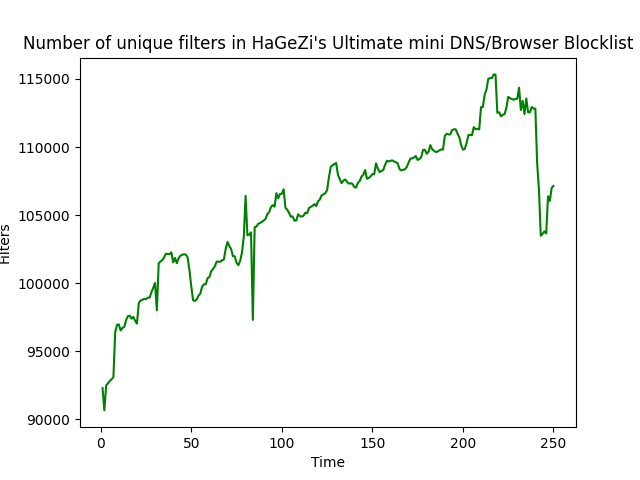 Number of unique filters in HaGeZi's Ultimate mini DNS/Browser Blocklist
115000
110000
105000
100000
95000
90000
Filters
0 50 100 150 200 250
Time